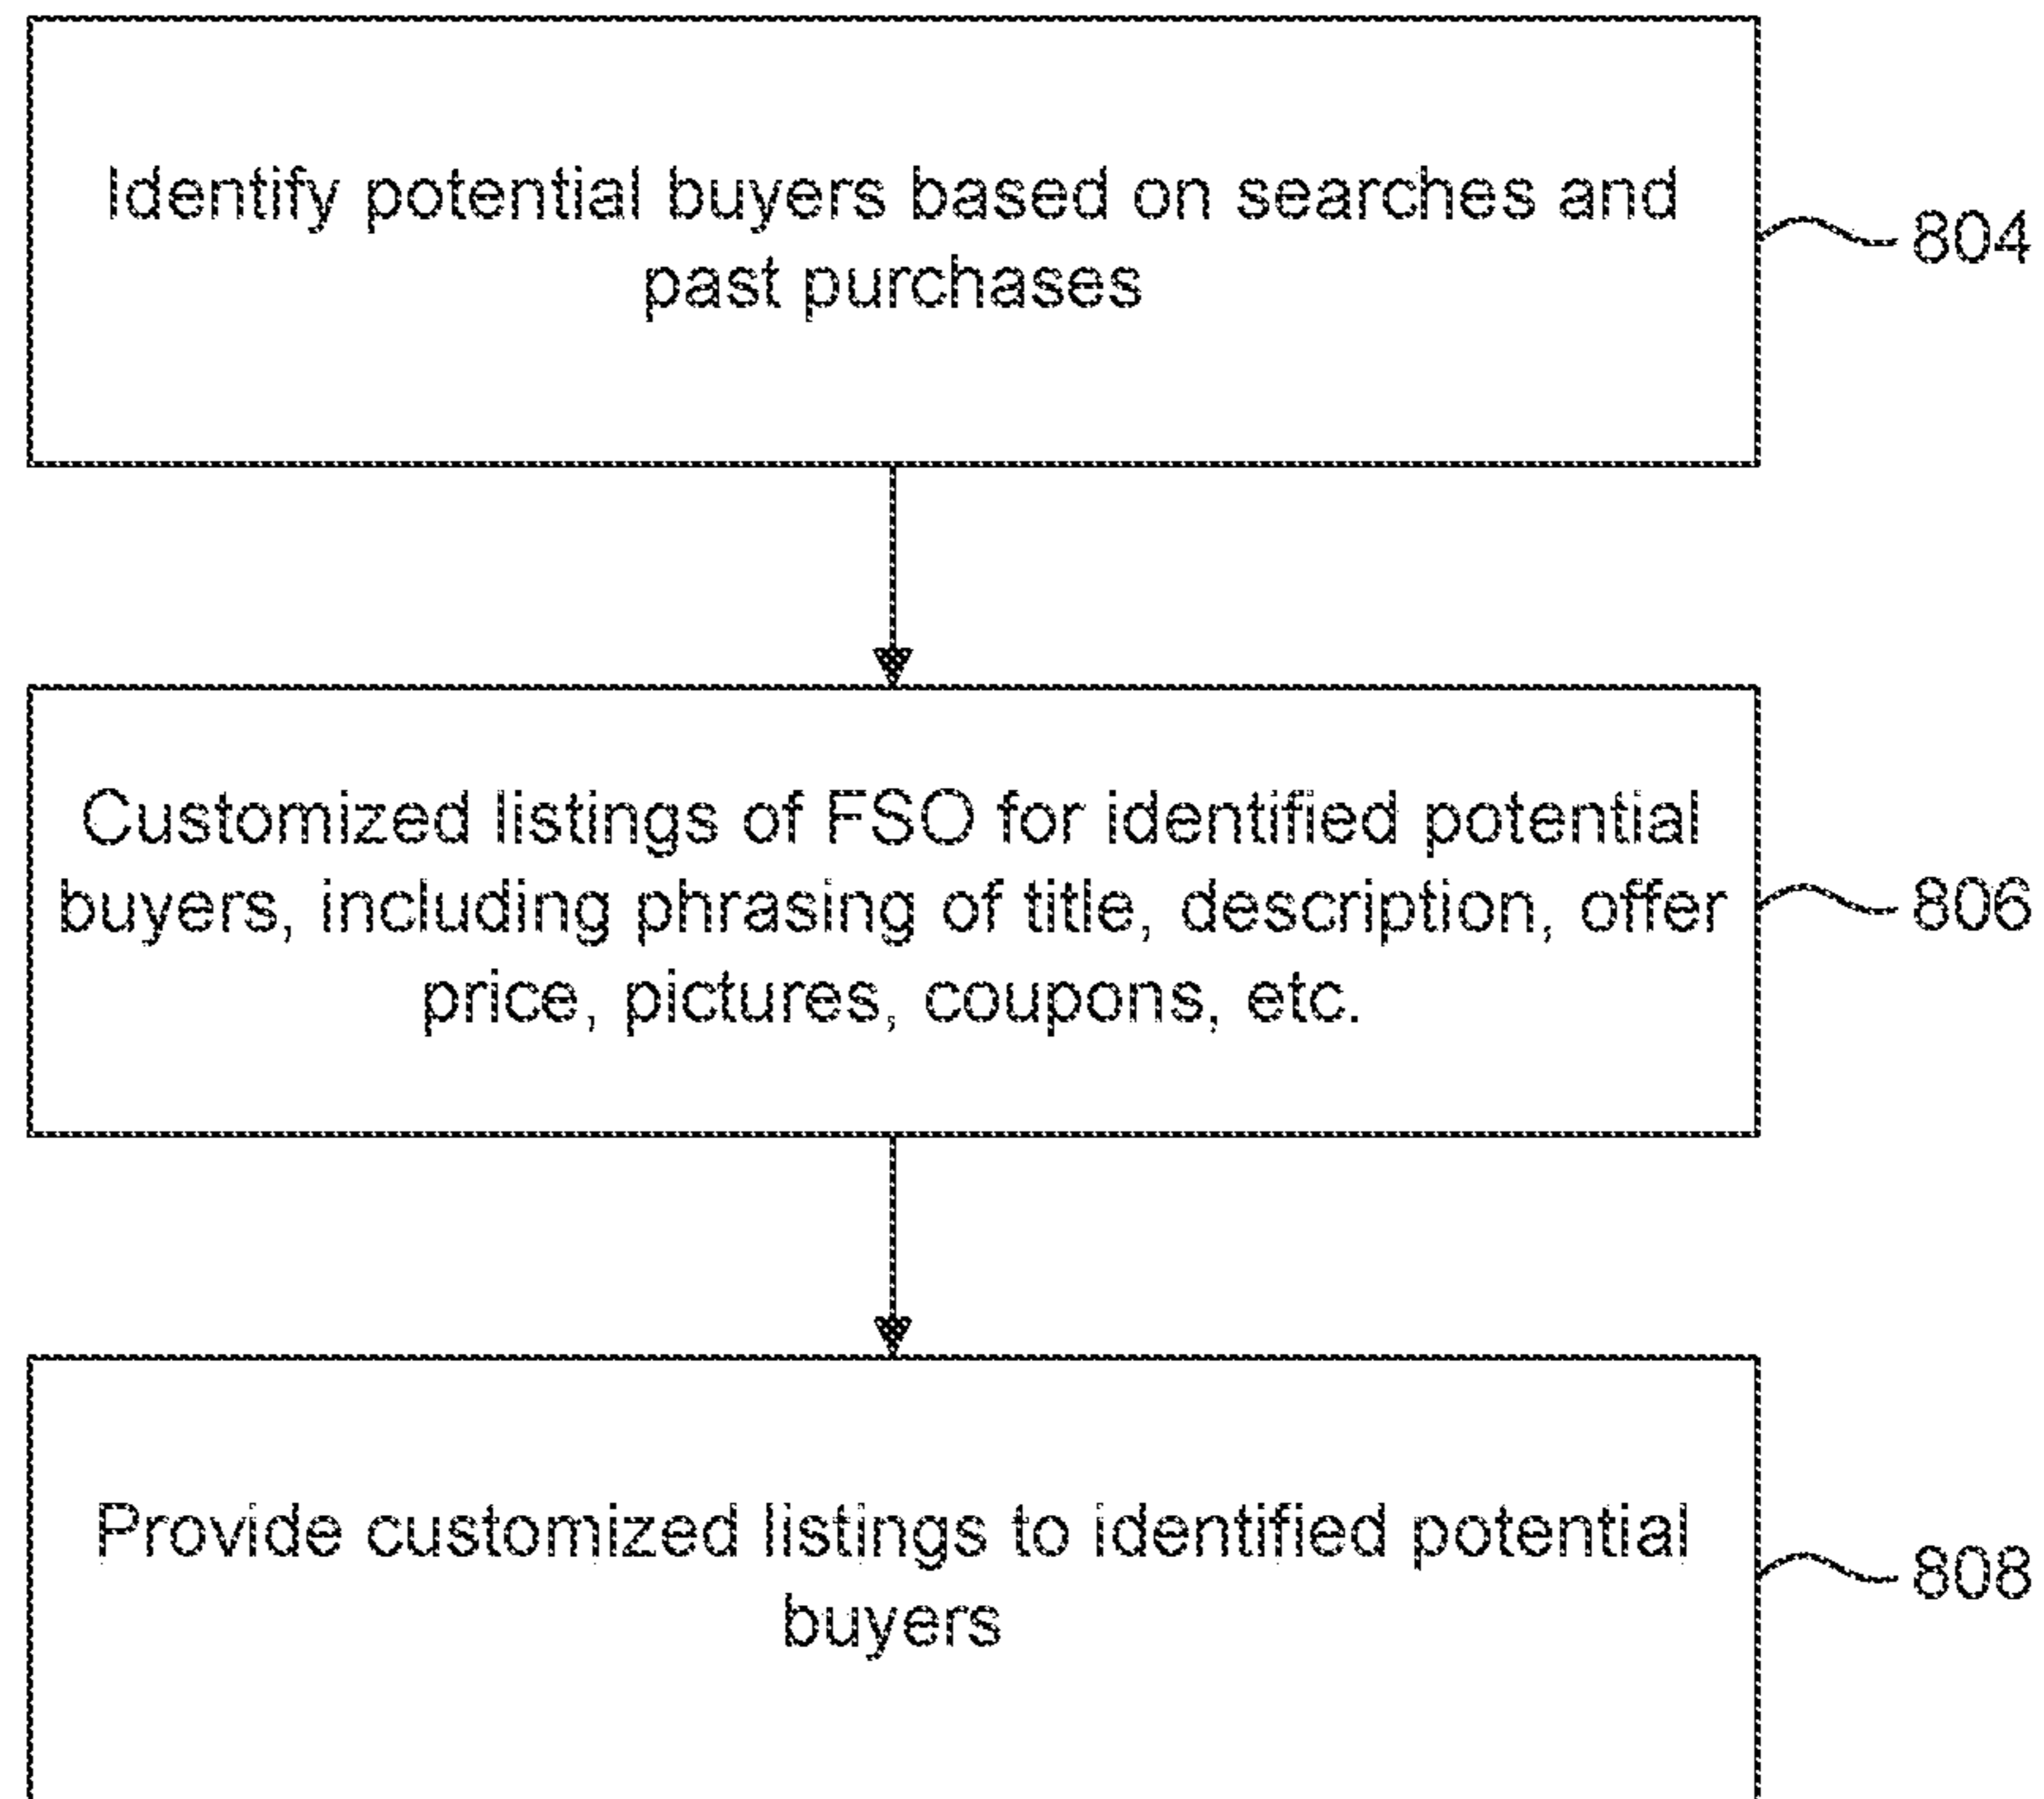 Identify potential buyers based on searches and
past purchases
804
Customized listings of FSO for identified potential
buyers, including phrasing of title, description, offer
price, pictures, coupons, etc.
806
Provide customized listings to identified potential
buyers
808